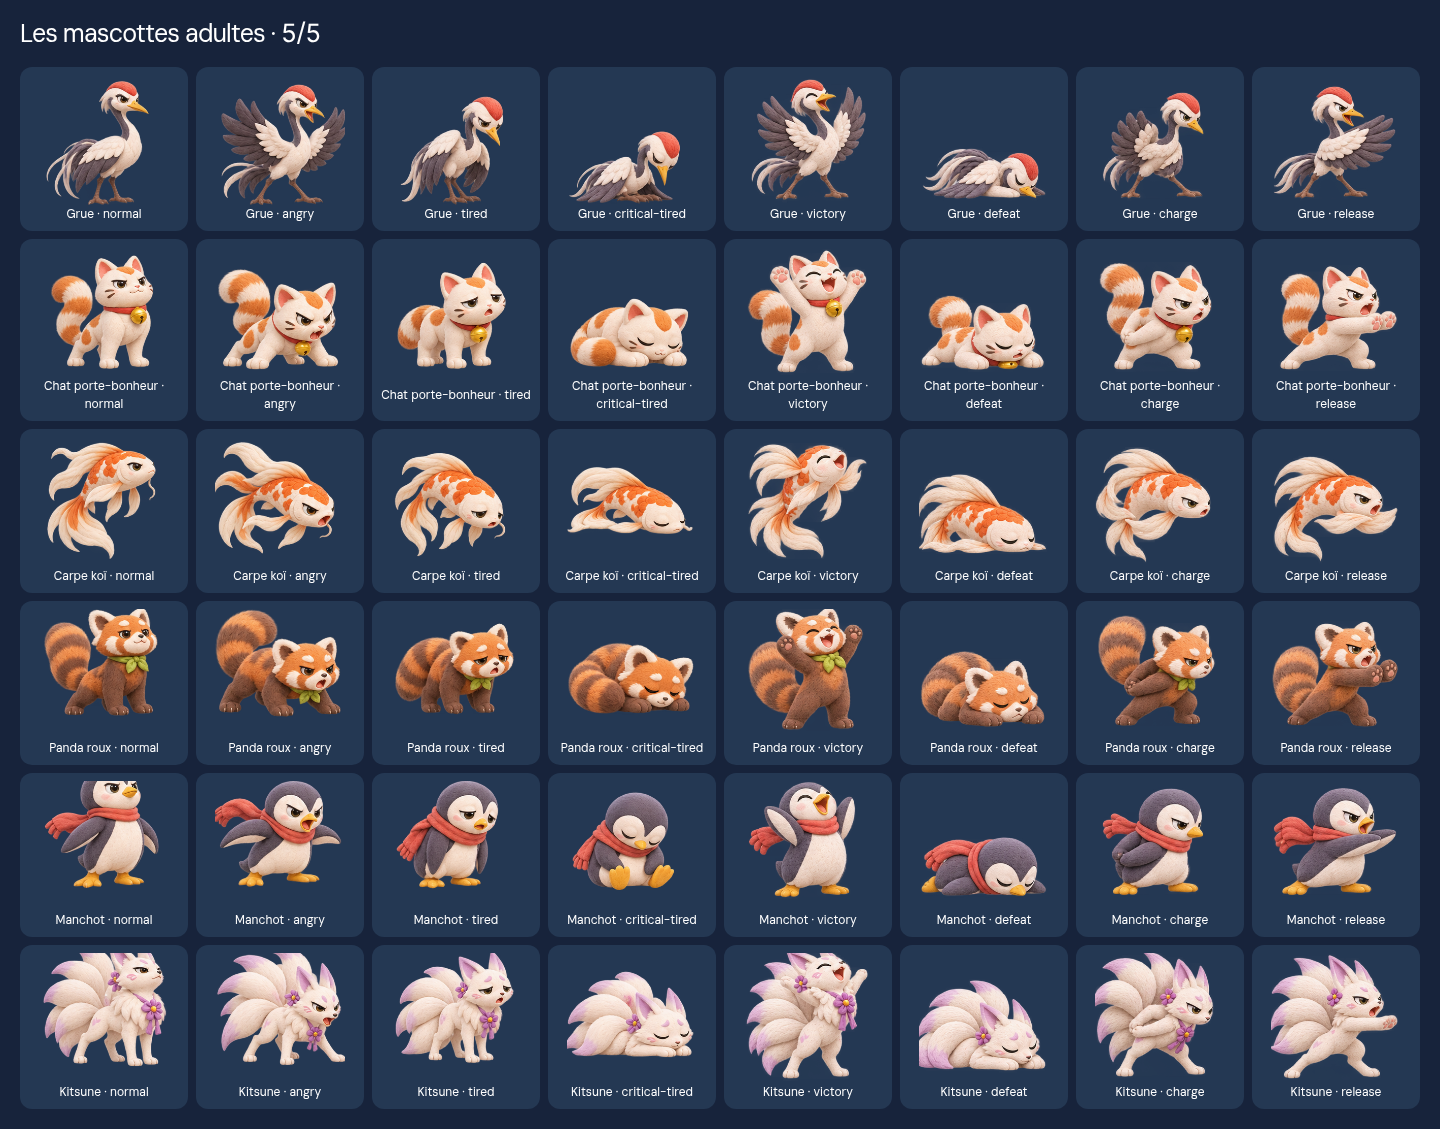 Les mascottes adultes · 5/5
Grue · normal
Grue · angry
Grue · tired
Grue · critical-tired
Grue · victory
Grue · defeat
Grue · charge
Grue · release
Chat porte-bonheur ·
normal
Chat porte-bonheur ·
angry
Chat porte-bonheur · tired
Chat porte-bonheur ·
critical-tired
Chat porte-bonheur ·
victory
Chat porte-bonheur ·
defeat
Chat porte-bonheur ·
charge
Chat porte-bonheur ·
release
Carpe koï · normal
Carpe koï · angry
Carpe koï · tired
Carpe koï · critical-tired
Carpe koï · victory
Carpe koï · defeat
Carpe koï · charge
Carpe koï · release
Panda roux · normal
Panda roux · angry
Panda roux · tired
Panda roux · critical-tired
Panda roux · victory
Panda roux · defeat
Panda roux · charge
Panda roux · release
Manchot · normal
Manchot · angry
Manchot · tired
Manchot · critical-tired
Manchot · victory
Manchot · defeat
Manchot · charge
Manchot · release
Kitsune · normal
Kitsune · angry
Kitsune · tired
Kitsune · critical-tired
Kitsune · victory
Kitsune · defeat
Kitsune · charge
Kitsune · release